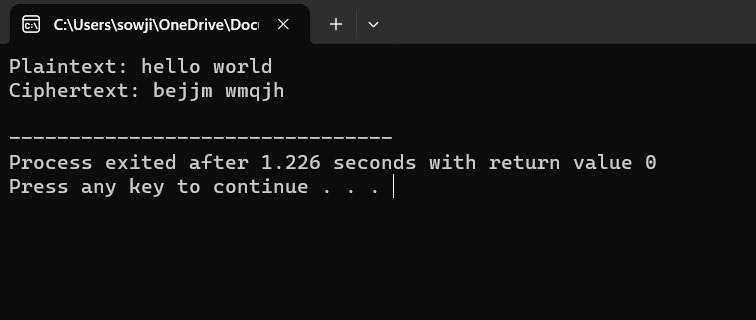 C:\Users\sowji\OneDrive\Doc
Plaintext: hello world
Ciphertext: bejjm wmqjh
--------------------------------
Process exited after 1.226 seconds with return value 0
Press any key to continue . . .